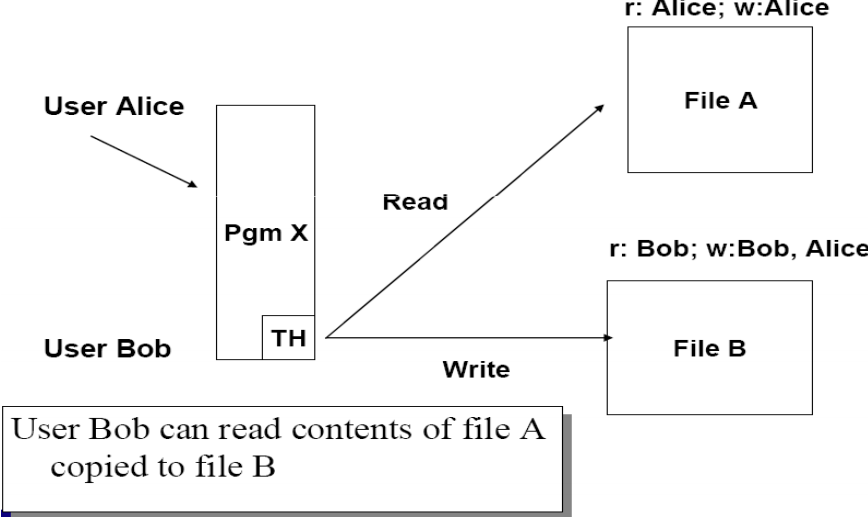 r: Alice; w:Alice
File A
User Alice
Read
Pgm X
r: Bob; w:Bob, Alice
TH
File B
User Bob
Write
User Bob can read contents of file A
copied to file B